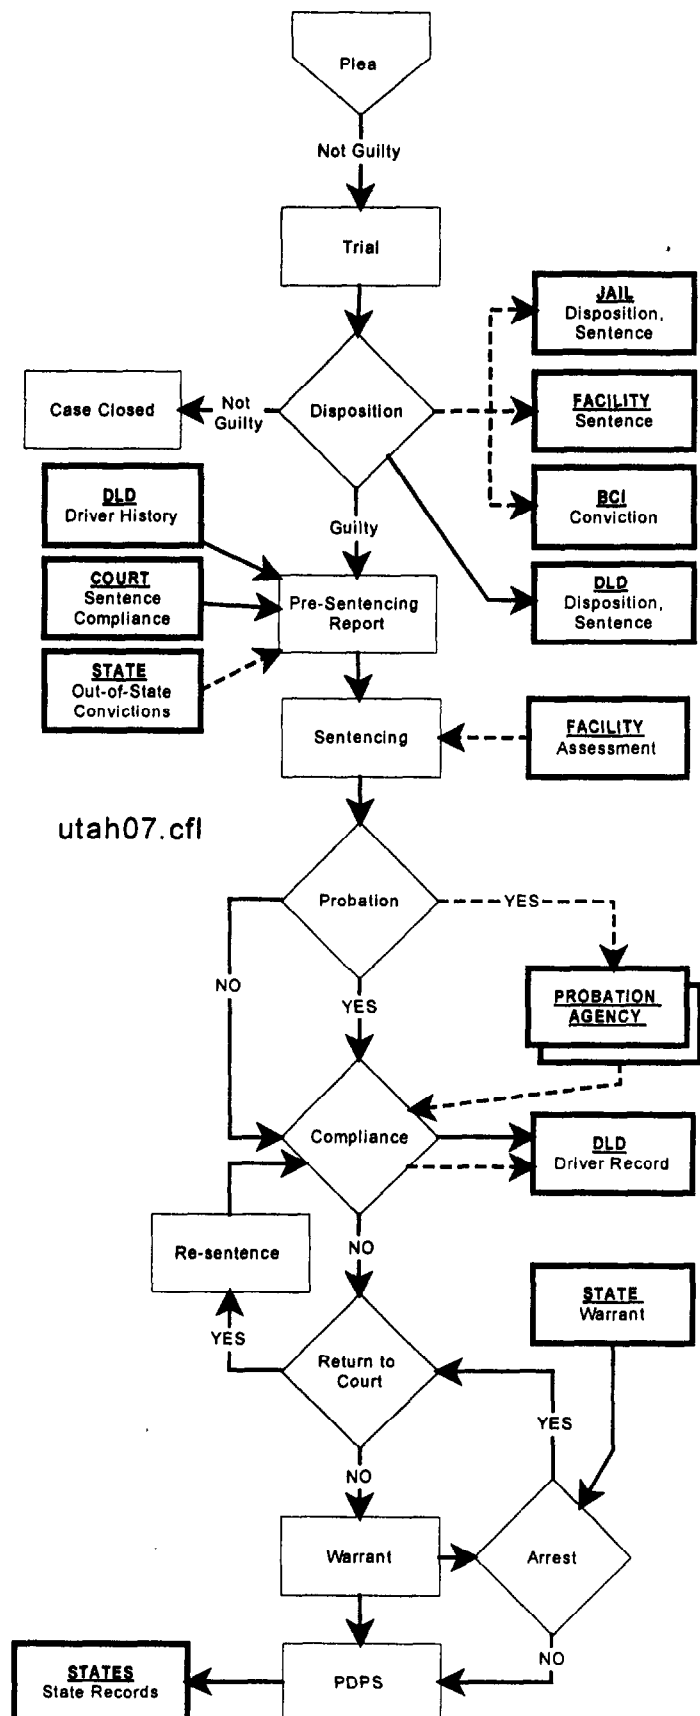 Plea
Not Guilty
Trial
JAIL
Disposition,
Sentence
Case Closed
Not
Guilty
Disposition
FACILITY
Sentence
DLD
Driver History
BCI
Conviction
Guilty
COURT
Sentence
Compliance
Pre-Sentencing
Report
DLD
Disposition,
Sentence
STATE
Out-of-State
Convictions
Sentencing
FACILITY
Assessment
utah07.cfl
Probation
YES
NO
YES
PROBATION
AGENCY
Compliance
DLD
Driver Record
Re-sentence
NO
STATE
Warrant
YES
Return to
Court
YES
NO
Warrant
Arrest
NO
STATES
State Records
PDPS